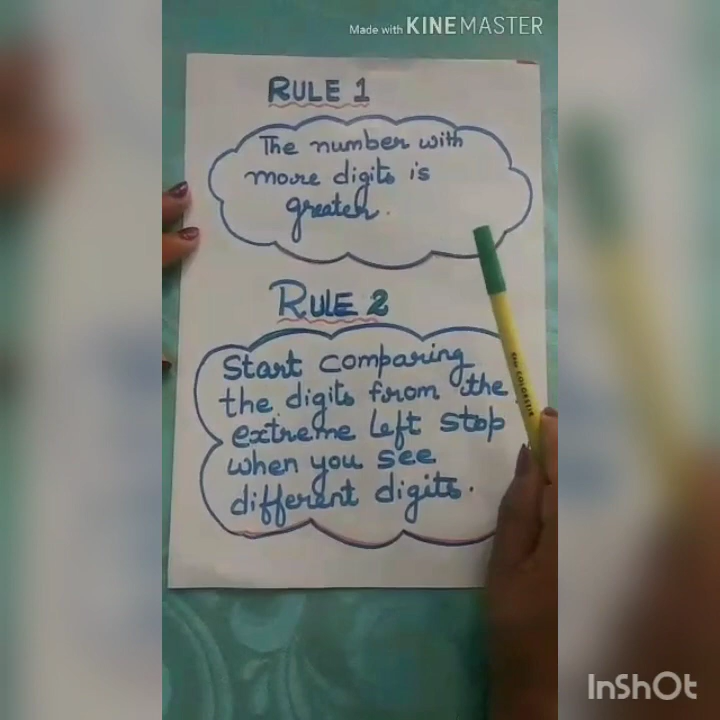 Made with KINEMASTER
RULE 1
The number with
more digits is
greater.
RULE 2
Start comparing
the digits from the
extreme left stop
when you see
different digits.
InShOt